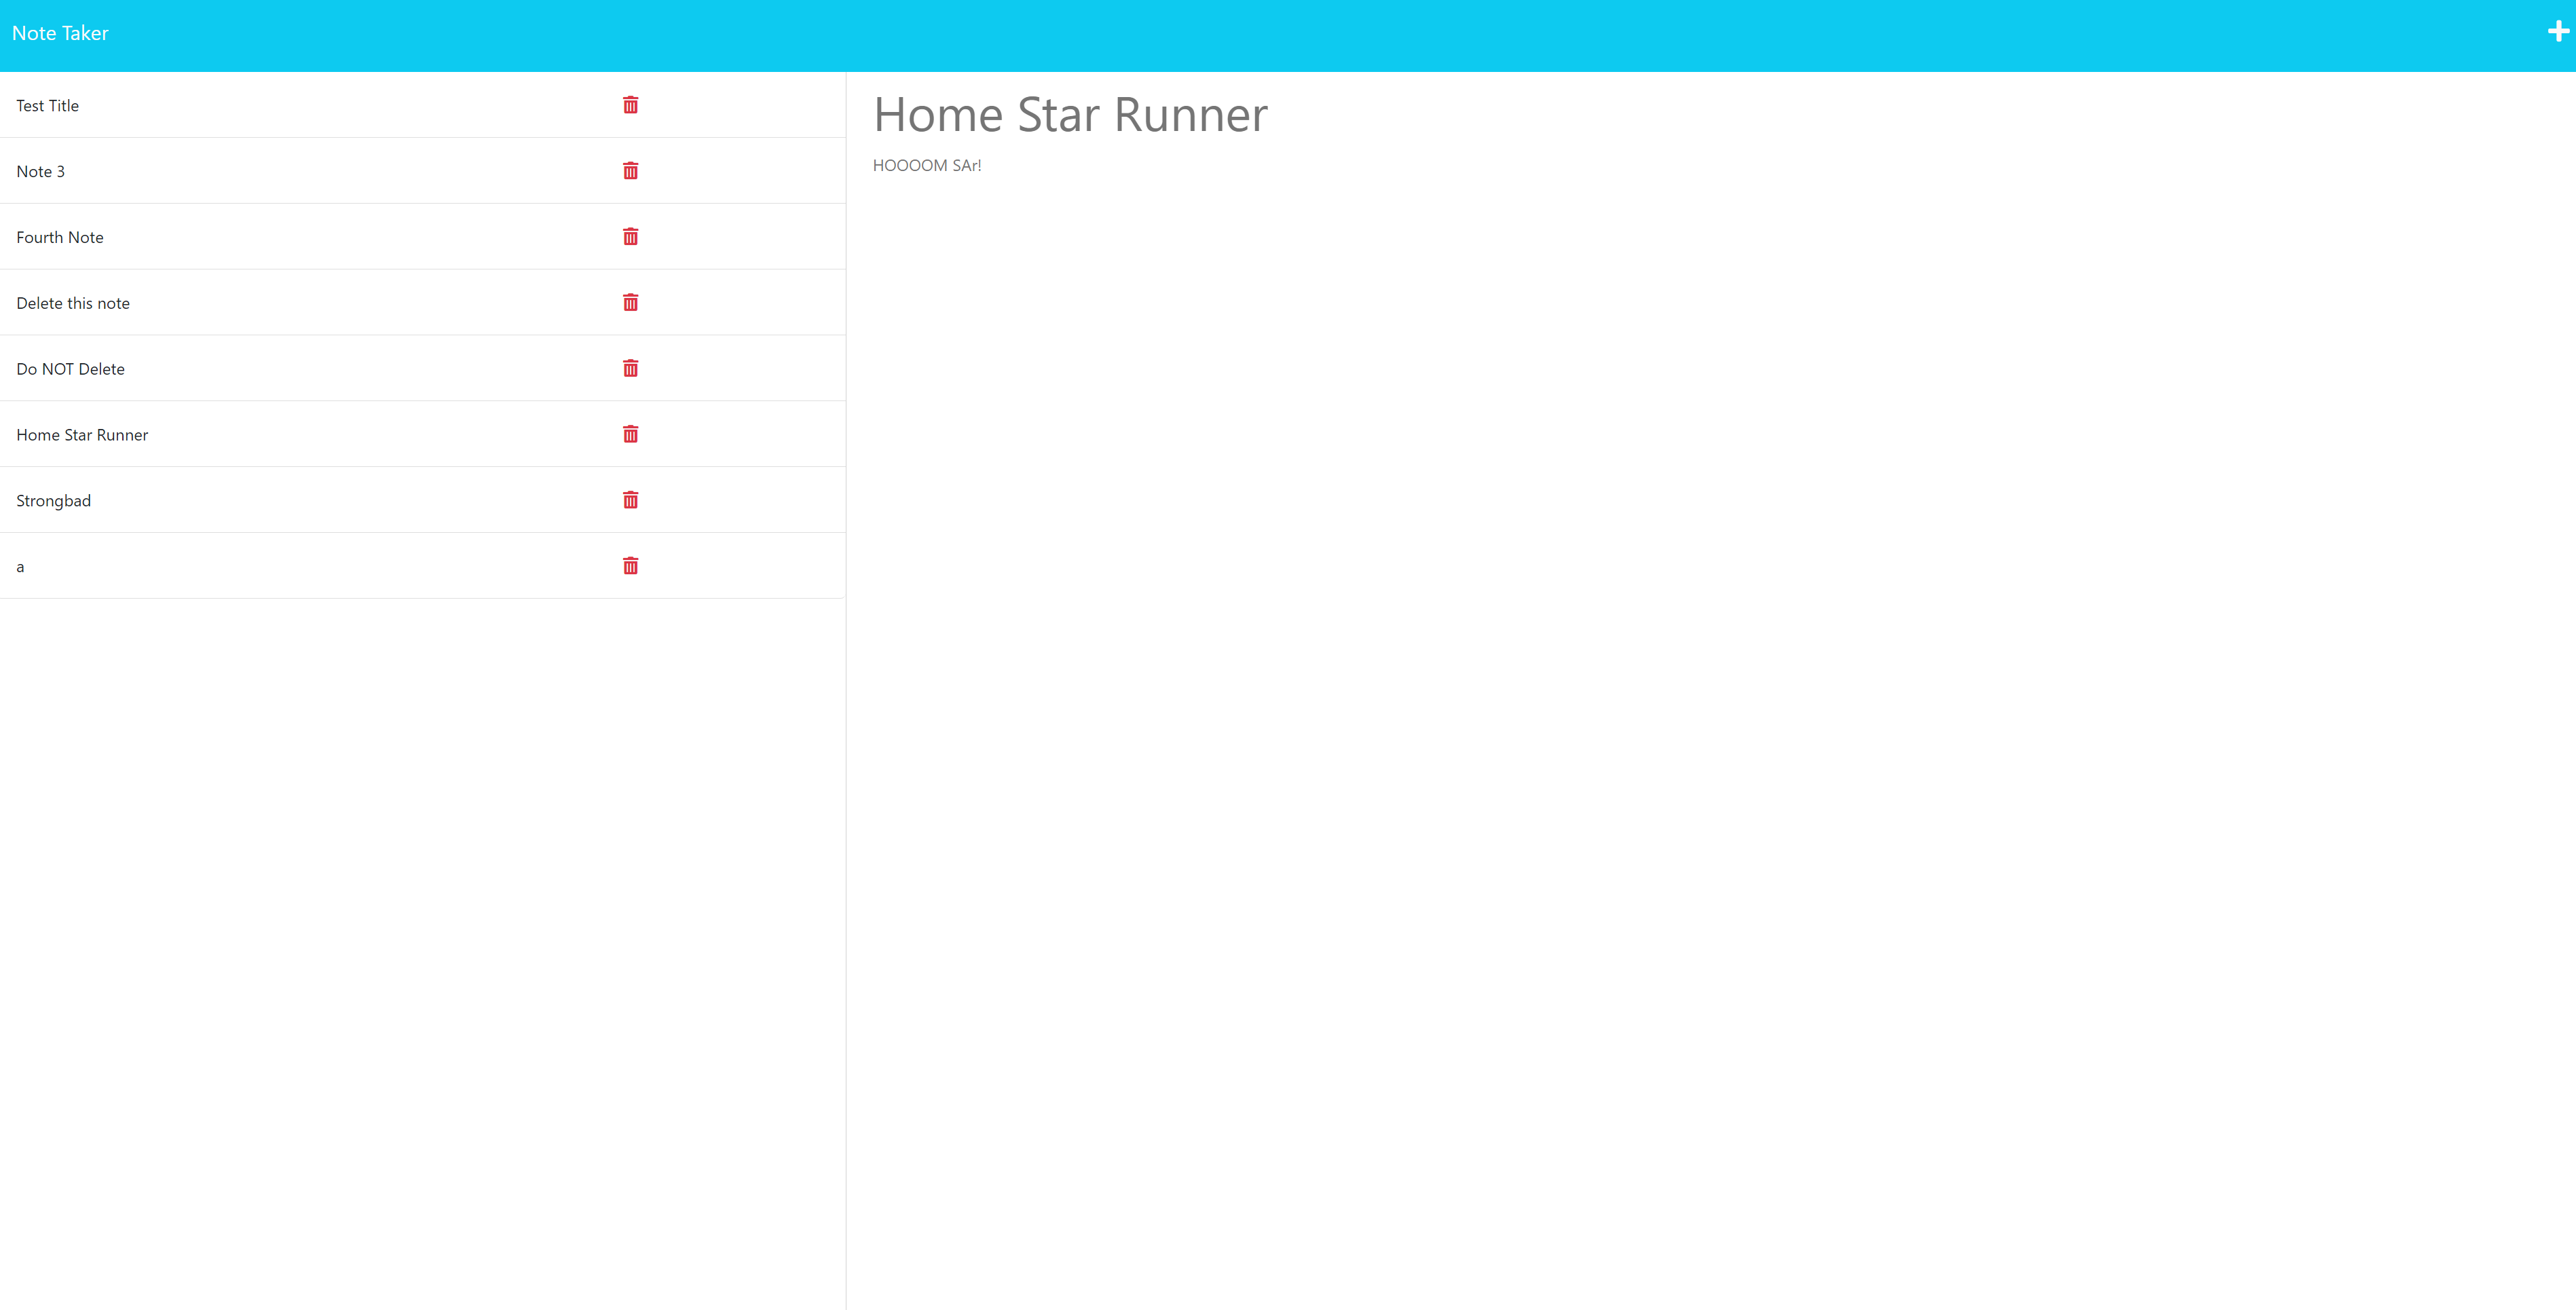 Note Taker
Test Title
Note 3
Fourth Note
Delete this note
Do NOT Delete
Home Star Runner
Strongbad
a
Home Star Runner
HOOOOM SAr!